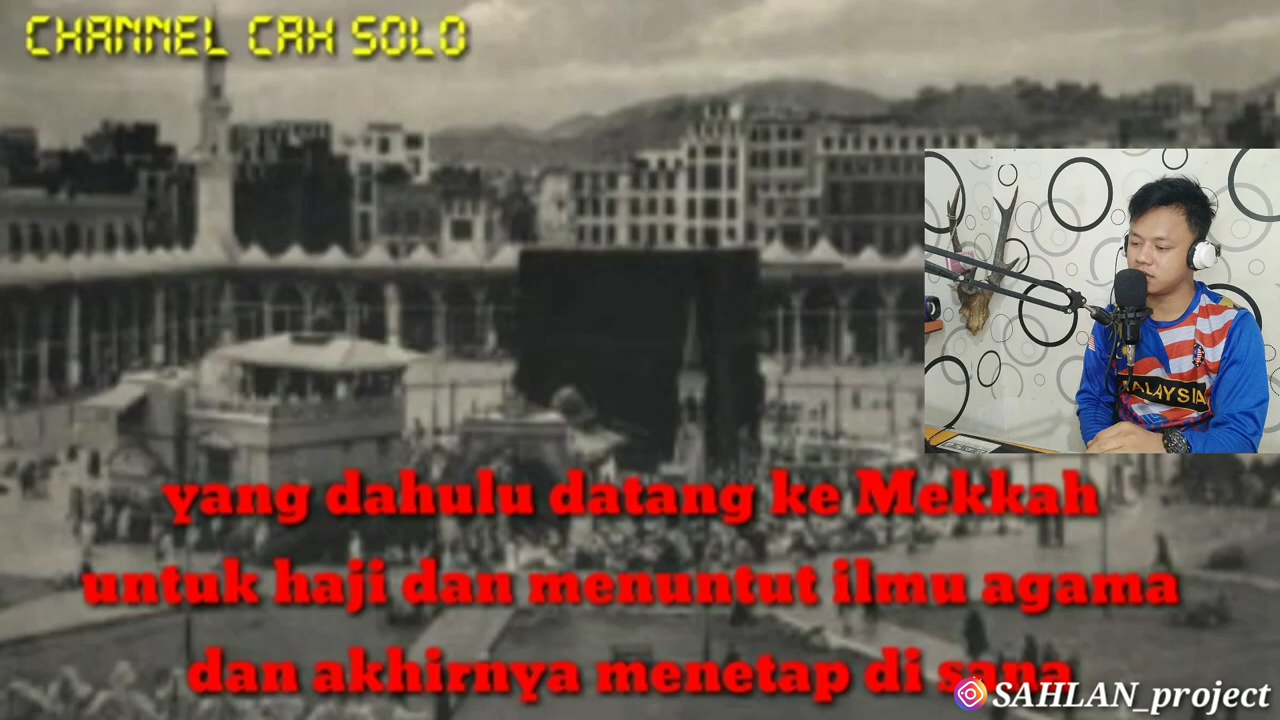 CHANNEL CAH SOLO
MALAYSIA
yang dahulu datang ke Mekkah
untuk haji dan menuntut ilmu agama
dan akhirnya menetap di sana
SAHLAN_project